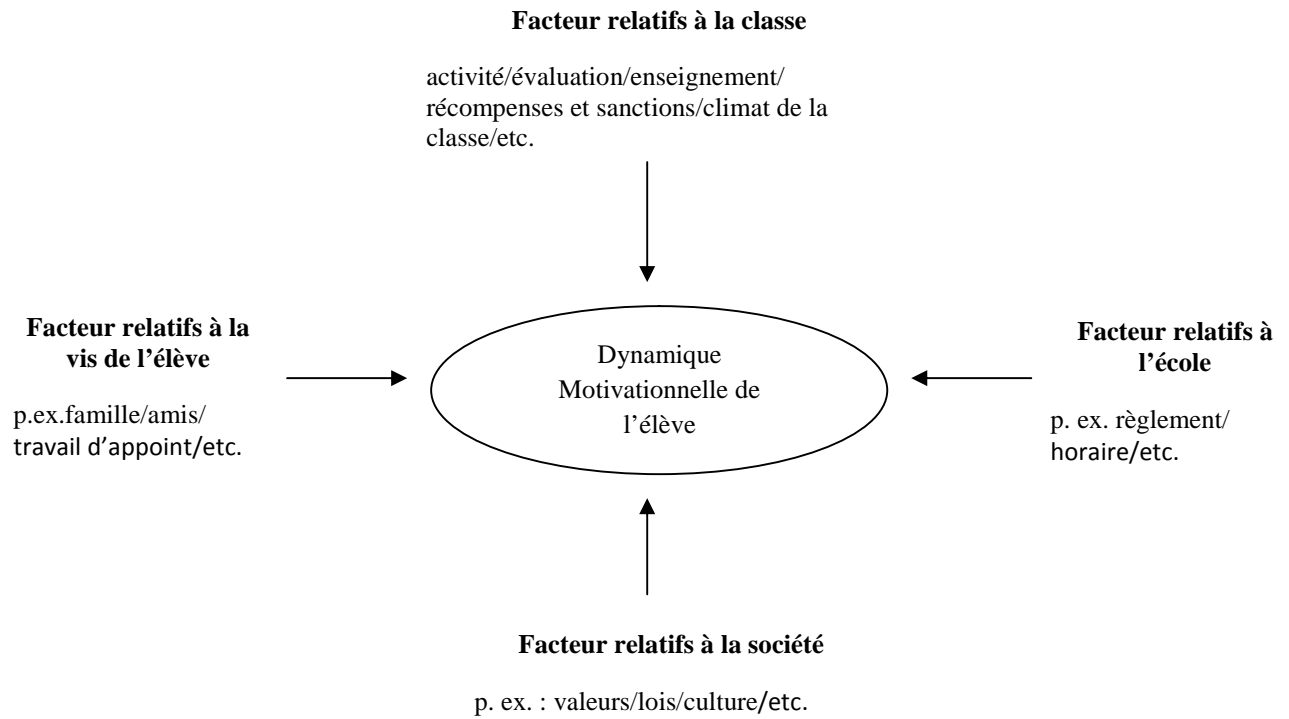 Facteur relatifs à la classe
activité/évaluation/enseignement/
récompenses et sanctions/climat de la
classe/etc.
Facteur relatifs à la
vis de l’élève
p.ex.famille/amis/
travail d’appoint/etc.
Dynamique
Motivationnelle de
l’élève
Facteur relatifs à
l’école
p. ex. règlement/
horaire/etc.
Facteur relatifs à la société
p. ex. : valeurs/lois/culture/etc.